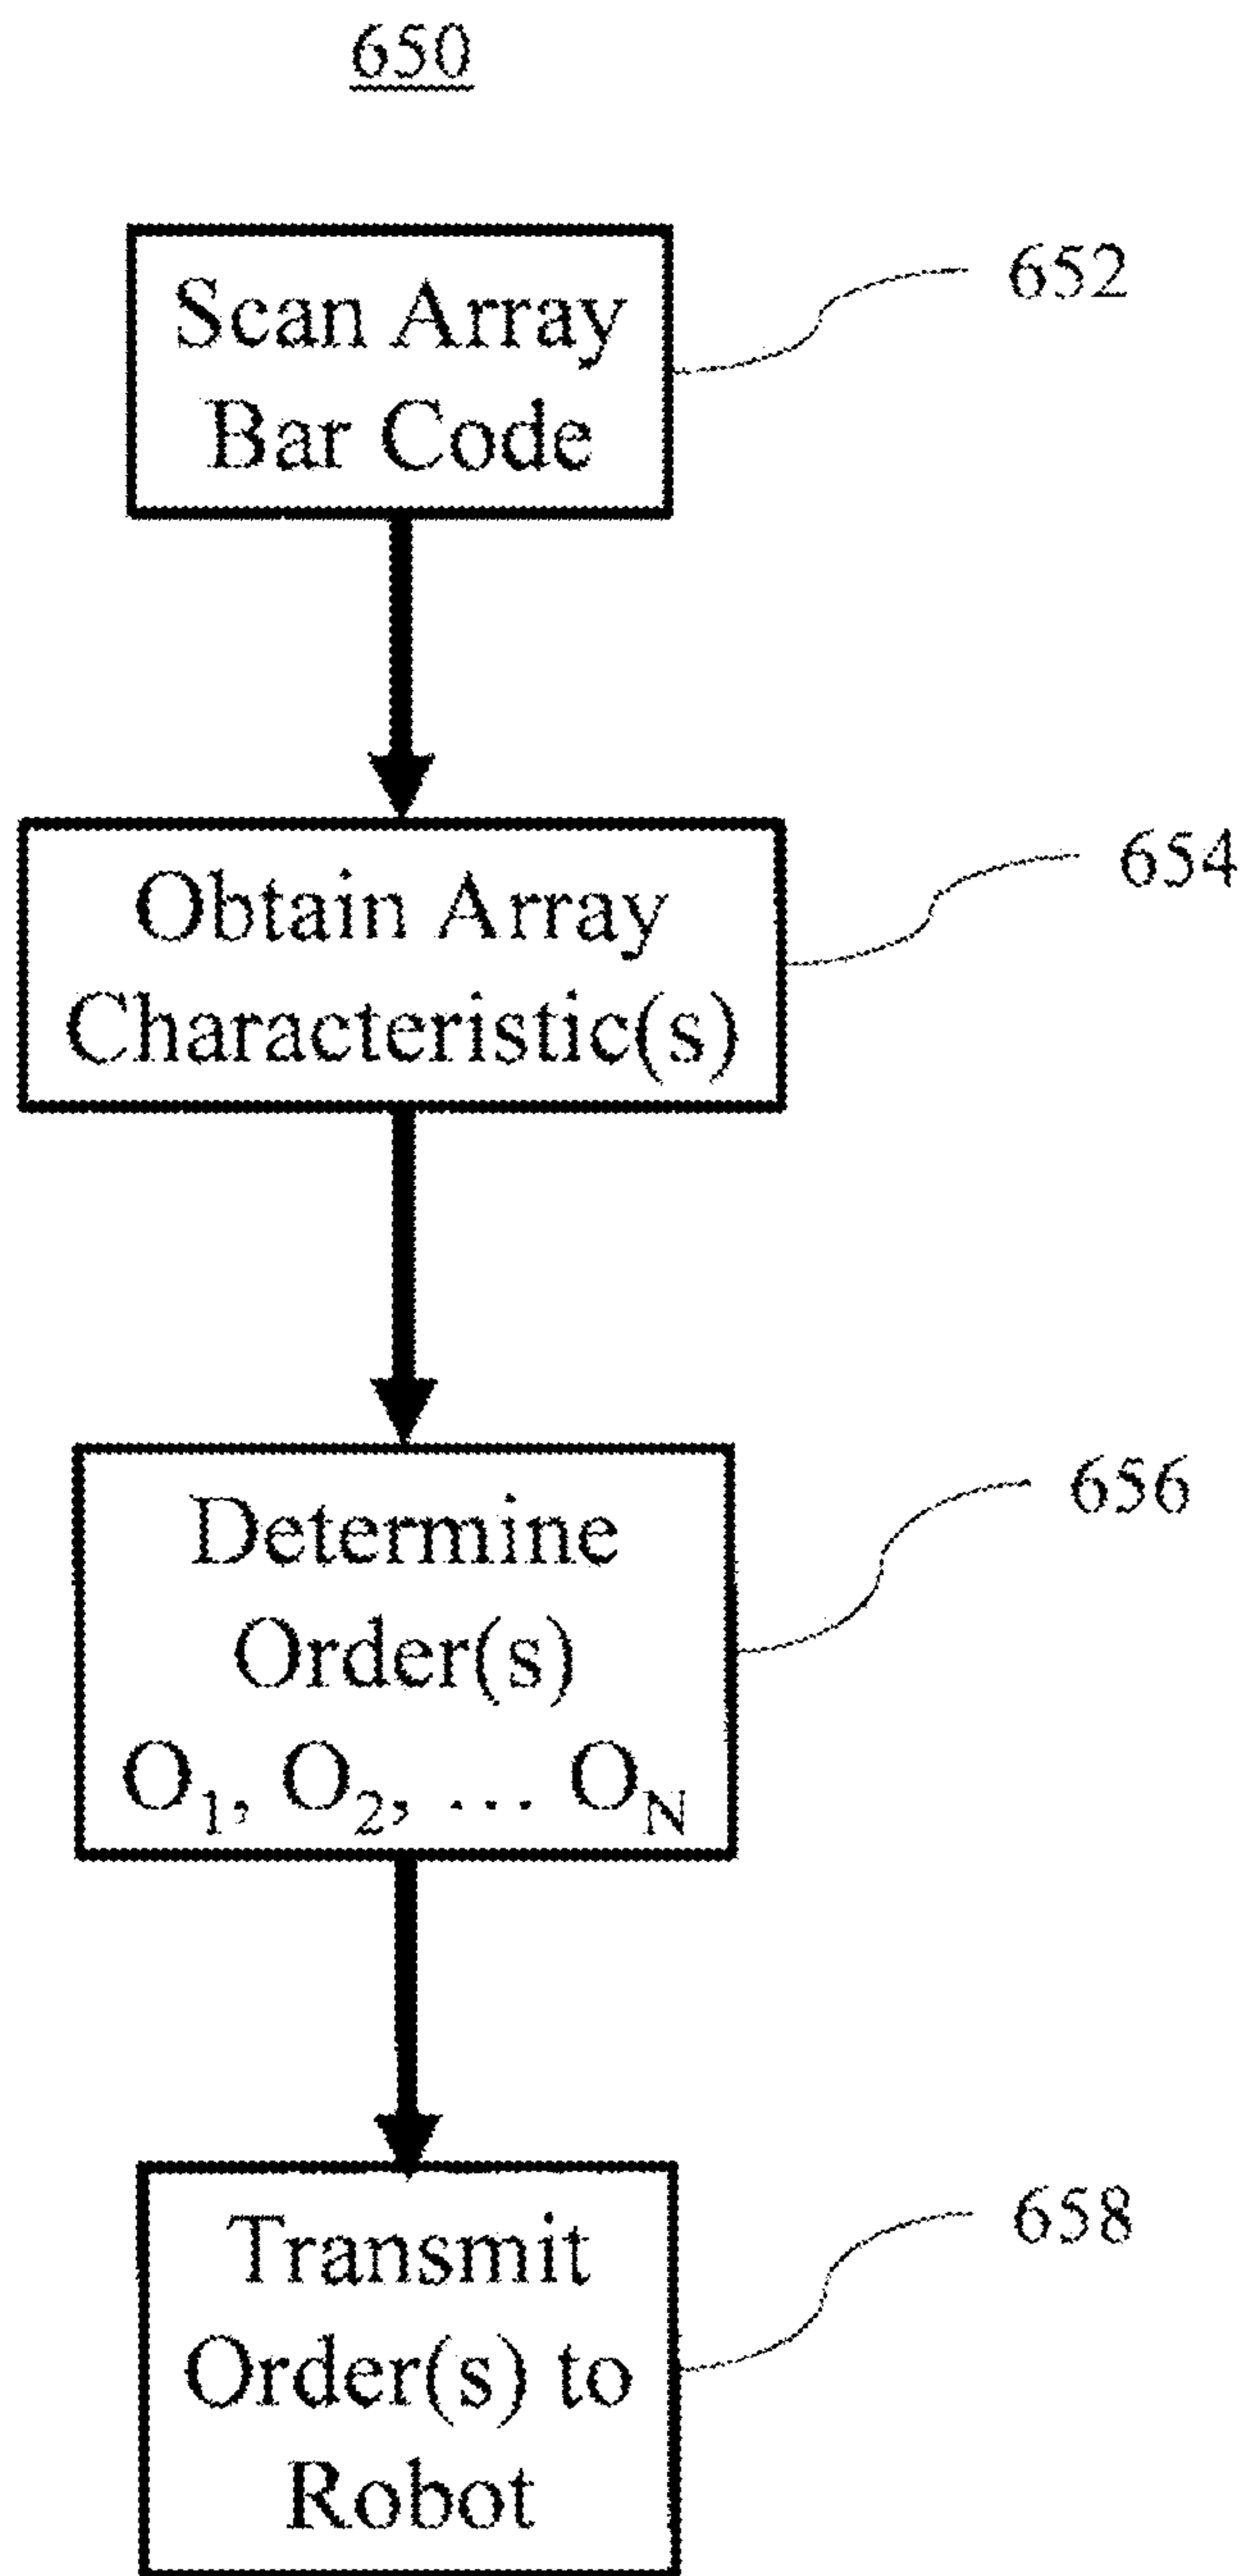 650
Scan Array
Bar Code
652
Obtain Array
Characteristic(s)
654
Determine
Order(s)
O₁, O₂, … O_N
656
Transmit
Order(s) to
Robot
658